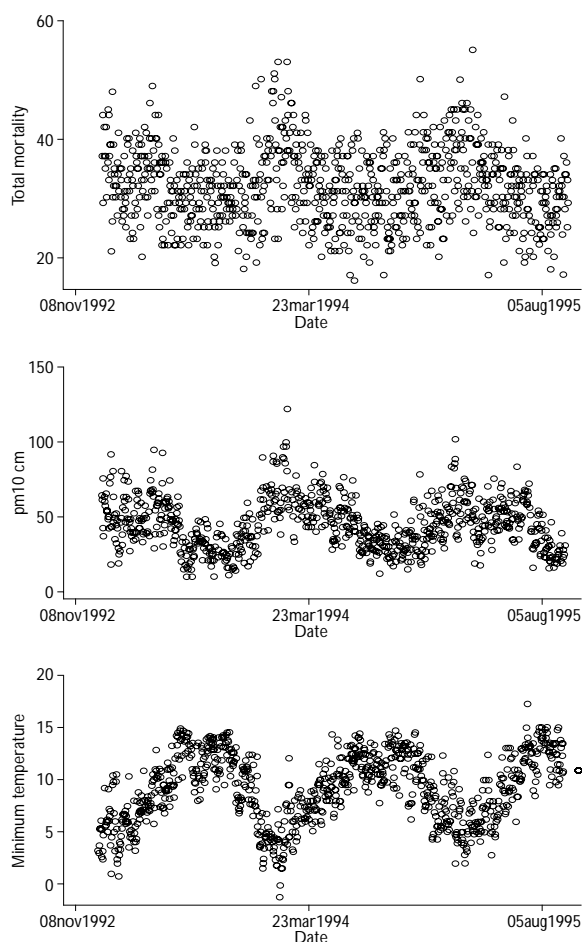 60
40
20
Total mortality
08nov1992 23mar1994 05aug1995
Date
150
100
50
0
pm10 cm
08nov1992 23mar1994 05aug1995
Date
20
15
10
5
0
Minimum temperature
08nov1992 23mar1994 05aug1995
Date